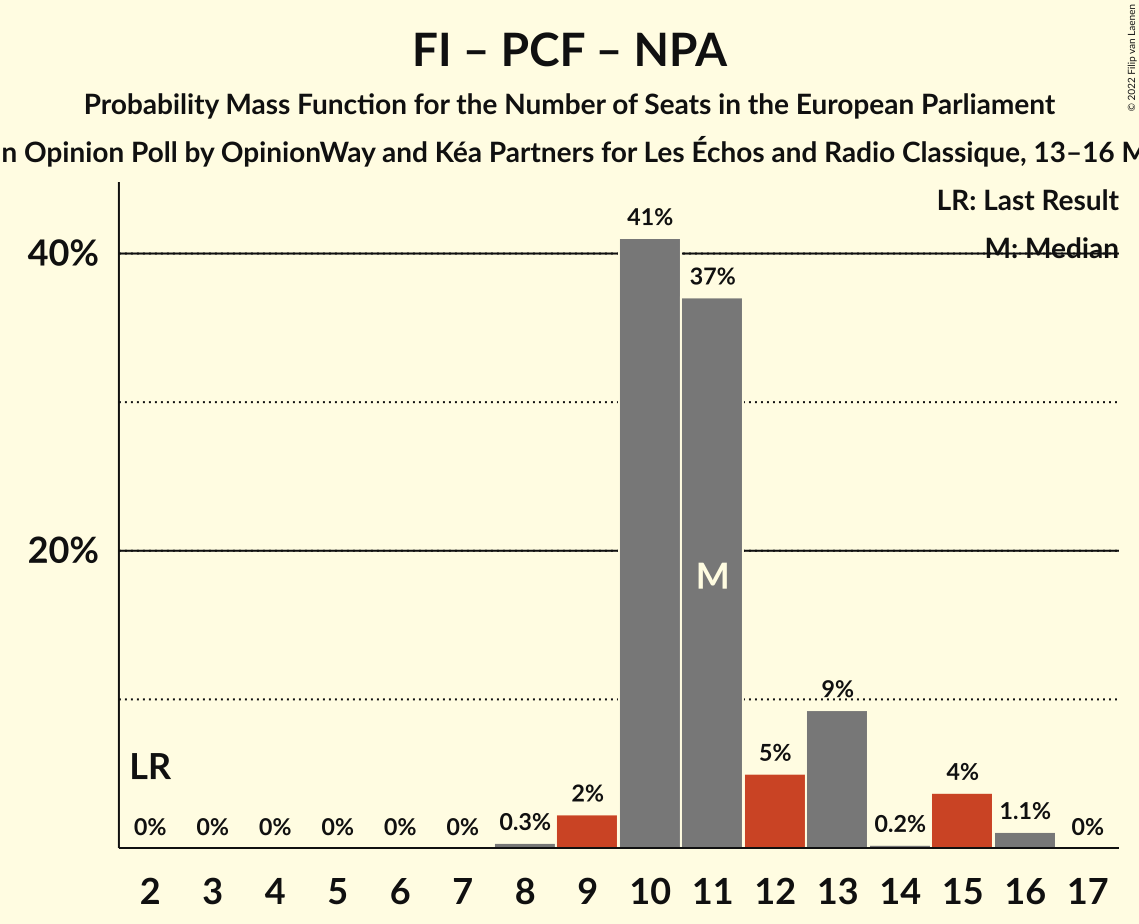 FI – PCF – NPA
Probability Mass Function for the Number of Seats in the European Parliament
n Opinion Poll by OpinionWay and Kéa Partners for Les Échos and Radio Classique, 13–16 M
© 2022 Filip van Laenen
LR: Last Result
M: Median
40%
20%
41%
37%
M
9%
5%
4%
2%
1.1%
0.3%
0.2%
LR
0% 0% 0% 0% 0% 0% 0%
2 3 4 5 6 7 8 9 10 11 12 13 14 15 16 17